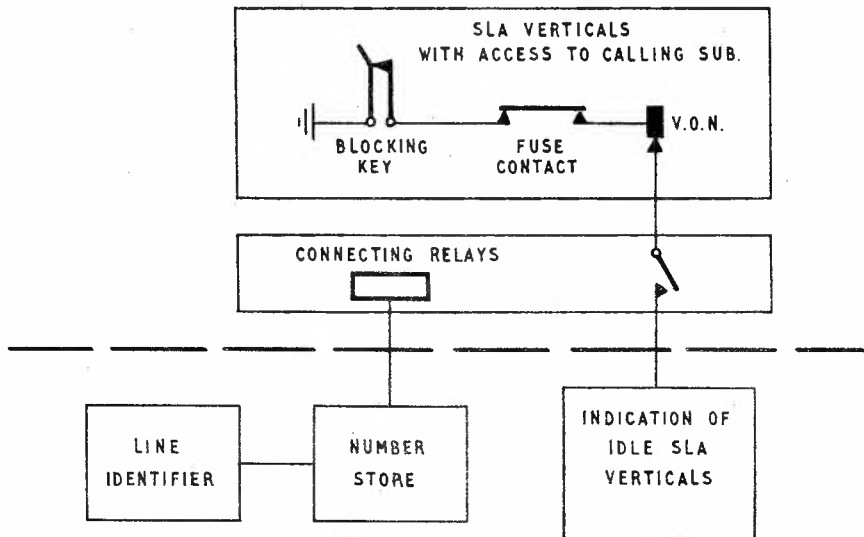 SLA VERTICALS
WITH ACCESS TO CALLING SUB.
V.O.N.
BLOCKING
KEY
FUSE
CONTACT
CONNECTING RELAYS
LINE
IDENTIFIER
NUMBER
STORE
INDICATION OF
IDLE SLA
VERTICALS